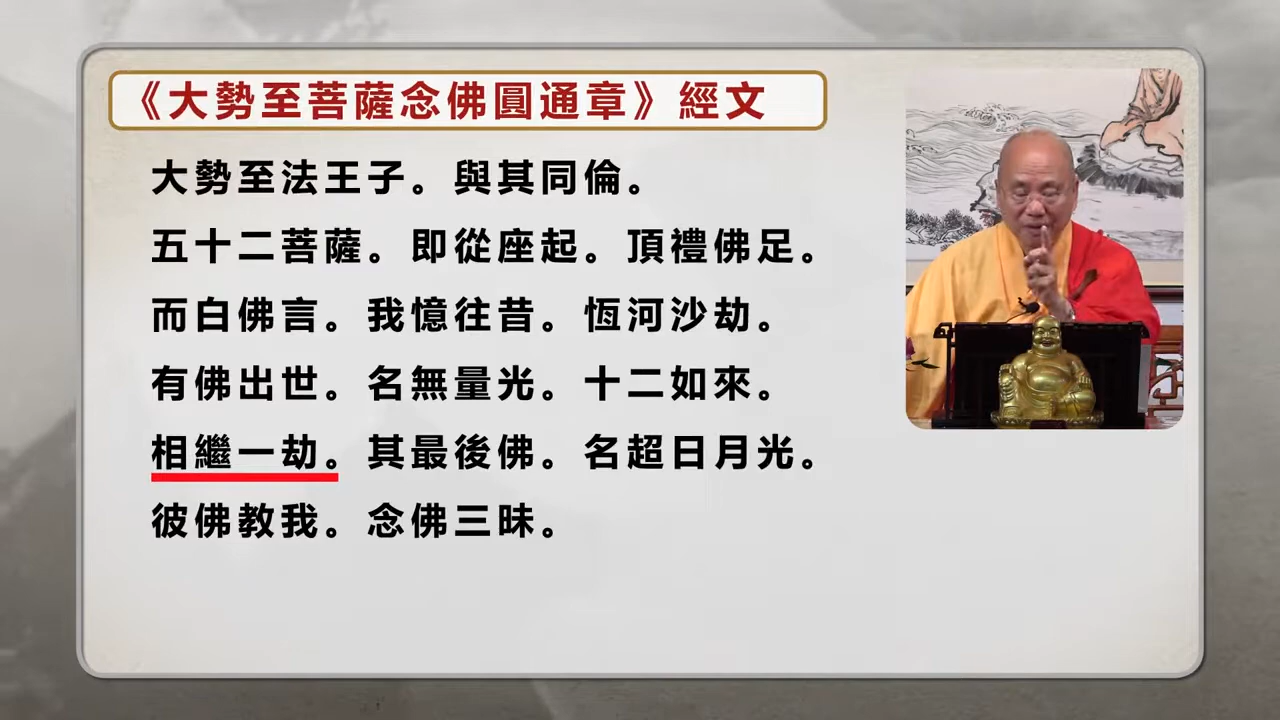 《大勢至菩薩念佛圓通章》經文
大勢至法王子。與其同倫。
五十二菩薩。即從座起。頂禮佛足。
而白佛言。我憶往昔。恆河沙劫。
有佛出世。名無量光。十二如來。
相繼一劫。其最後佛。名超日月光。
彼佛教我。念佛三昧。